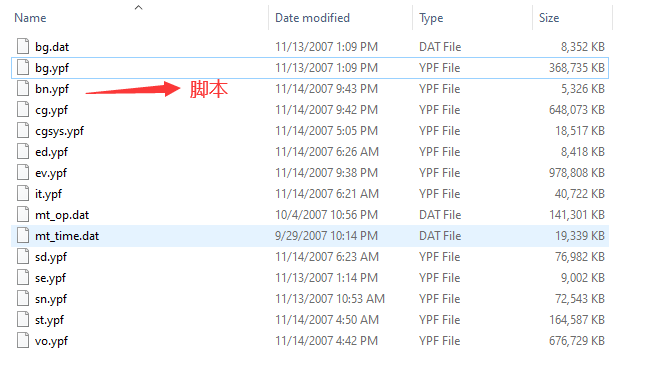 Name Date modified Type Size
bg.dat 11/13/2007 1:09 PM DAT File 8,352 KB
bg.ypf 11/13/2007 1:09 PM YPF File 368,735 KB
bn.ypf 脚本 11/14/2007 9:43 PM YPF File 5,326 KB
cg.ypf 11/14/2007 9:42 PM YPF File 648,073 KB
cgsys.ypf 11/14/2007 5:05 PM YPF File 18,517 KB
ed.ypf 11/14/2007 6:26 AM YPF File 8,418 KB
ev.ypf 11/14/2007 9:38 PM YPF File 978,808 KB
it.ypf 11/14/2007 6:21 AM YPF File 40,722 KB
mt_op.dat 10/4/2007 10:56 PM DAT File 141,301 KB
mt_time.dat 9/29/2007 10:14 PM DAT File 19,339 KB
sd.ypf 11/14/2007 6:23 AM YPF File 76,982 KB
se.ypf 11/13/2007 1:14 PM YPF File 9,002 KB
sn.ypf 11/13/2007 10:53 AM YPF File 72,543 KB
st.ypf 11/14/2007 4:50 AM YPF File 164,587 KB
vo.ypf 11/14/2007 4:42 PM YPF File 676,729 KB